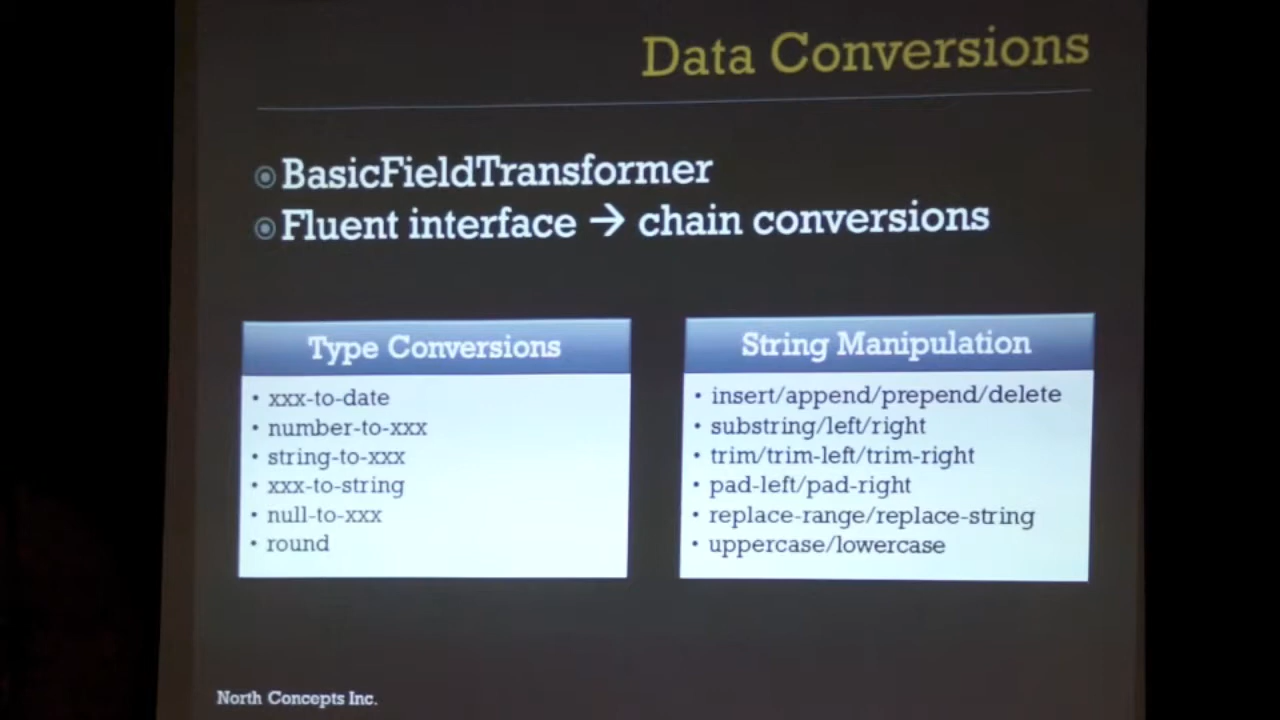 Data Conversions
BasicFieldTransformer
Fluent interface → chain conversions
Type Conversions
• xxx-to-date
• number-to-xxx
• string-to-xxx
• xxx-to-string
• null-to-xxx
• round
String Manipulation
• insert/append/prepend/delete
• substring/left/right
• trim/trim-left/trim-right
• pad-left/pad-right
• replace-range/replace-string
• uppercase/lowercase
North Concepts Inc.